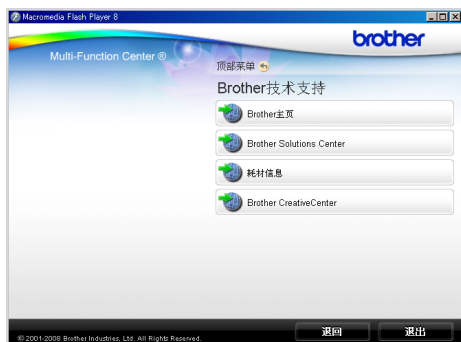 Macromedia Flash Player 8
brother
Multi-Function Center ®
顶部菜单
Brother技术支持
Brother主页
Brother Solutions Center
耗材信息
Brother CreativeCenter
退回
退出
© 2001-2008 Brother Industries, Ltd. All Rights Reserved.